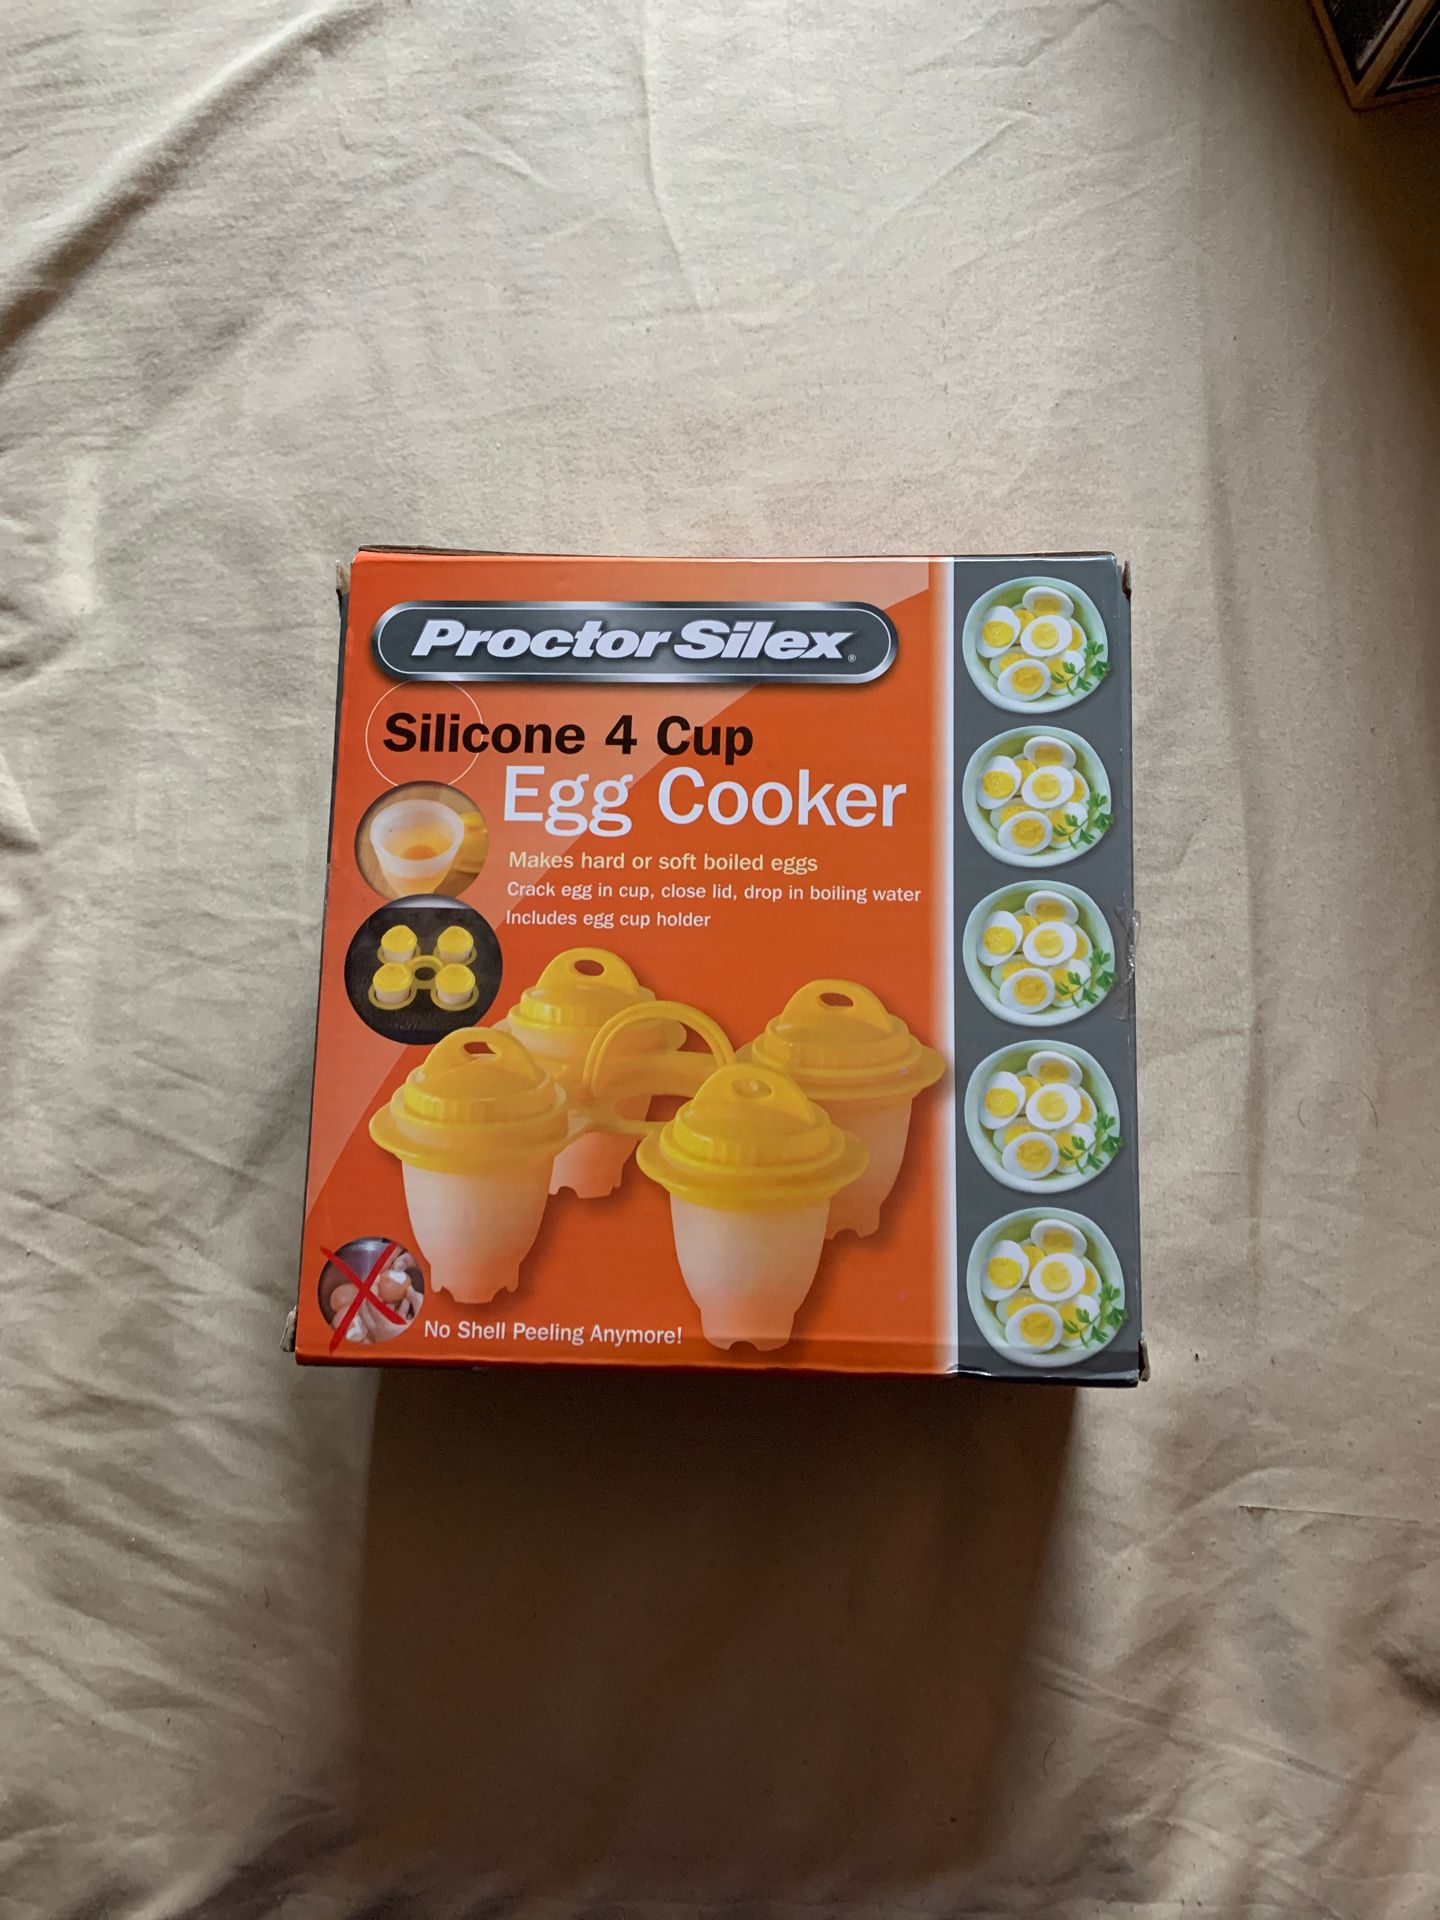 Proctor Silex®
Silicone 4 Cup
Egg Cooker
Makes hard or soft boiled eggs
Crack egg in cup, close lid, drop in boiling water
Includes egg cup holder
No Shell Peeling Anymore!